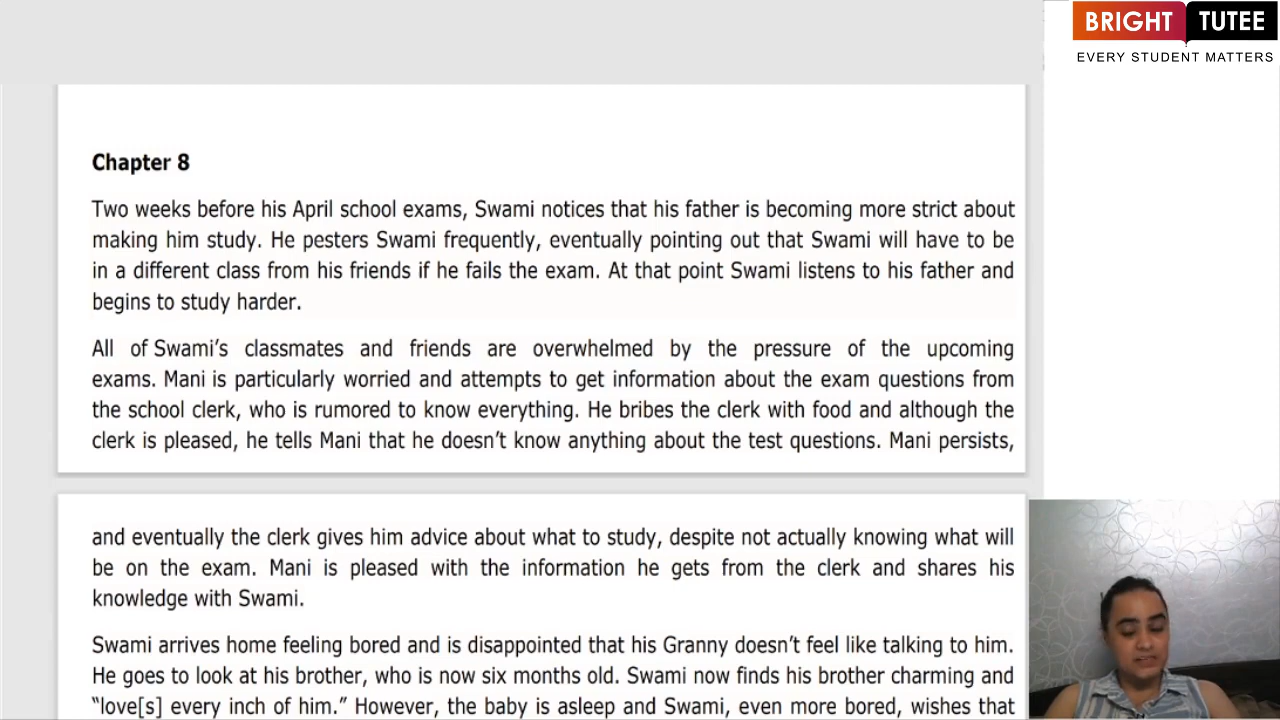 BRIGHT TUTEE
EVERY STUDENT MATTERS
Chapter 8
Two weeks before his April school exams, Swami notices that his father is becoming more strict about
making him study. He pesters Swami frequently, eventually pointing out that Swami will have to be
in a different class from his friends if he fails the exam. At that point Swami listens to his father and
begins to study harder.
All of Swami’s classmates and friends are overwhelmed by the pressure of the upcoming
exams. Mani is particularly worried and attempts to get information about the exam questions from
the school clerk, who is rumored to know everything. He bribes the clerk with food and although the
clerk is pleased, he tells Mani that he doesn’t know anything about the test questions. Mani persists,
and eventually the clerk gives him advice about what to study, despite not actually knowing what will
be on the exam. Mani is pleased with the information he gets from the clerk and shares his
knowledge with Swami.
Swami arrives home feeling bored and is disappointed that his Granny doesn’t feel like talking to him.
He goes to look at his brother, who is now six months old. Swami now finds his brother charming and
“love[s] every inch of him.” However, the baby is asleep and Swami, even more bored, wishes that